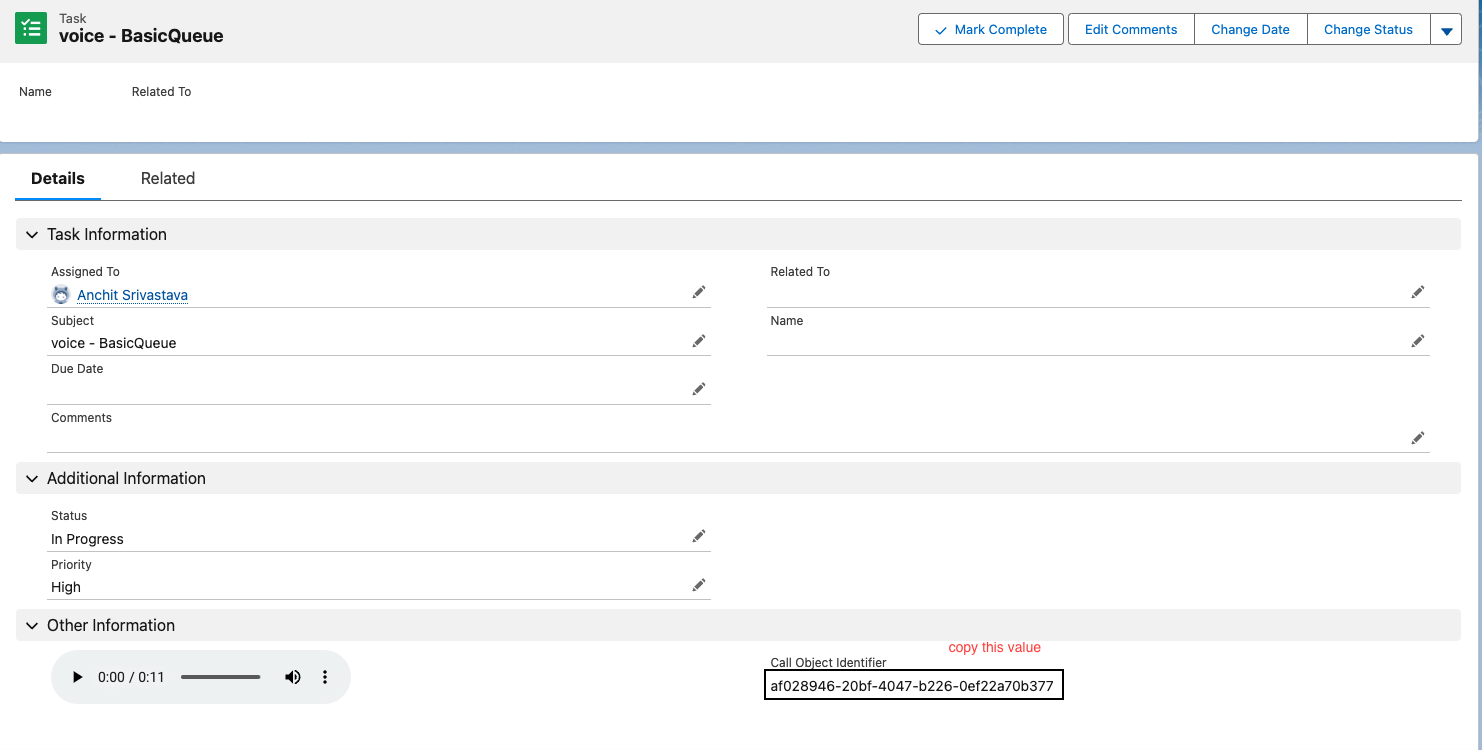 Task
voice - BasicQueue
Mark Complete
Edit Comments
Change Date
Change Status
Name
Related To
Details
Related
Task Information
Assigned To
Anchit Srivastava
Related To
Subject
voice - BasicQueue
Name
Due Date
Comments
Additional Information
Status
In Progress
Priority
High
Other Information
0:00 / 0:11
copy this value
Call Object Identifier
af028946-20bf-4047-b226-0ef22a70b377